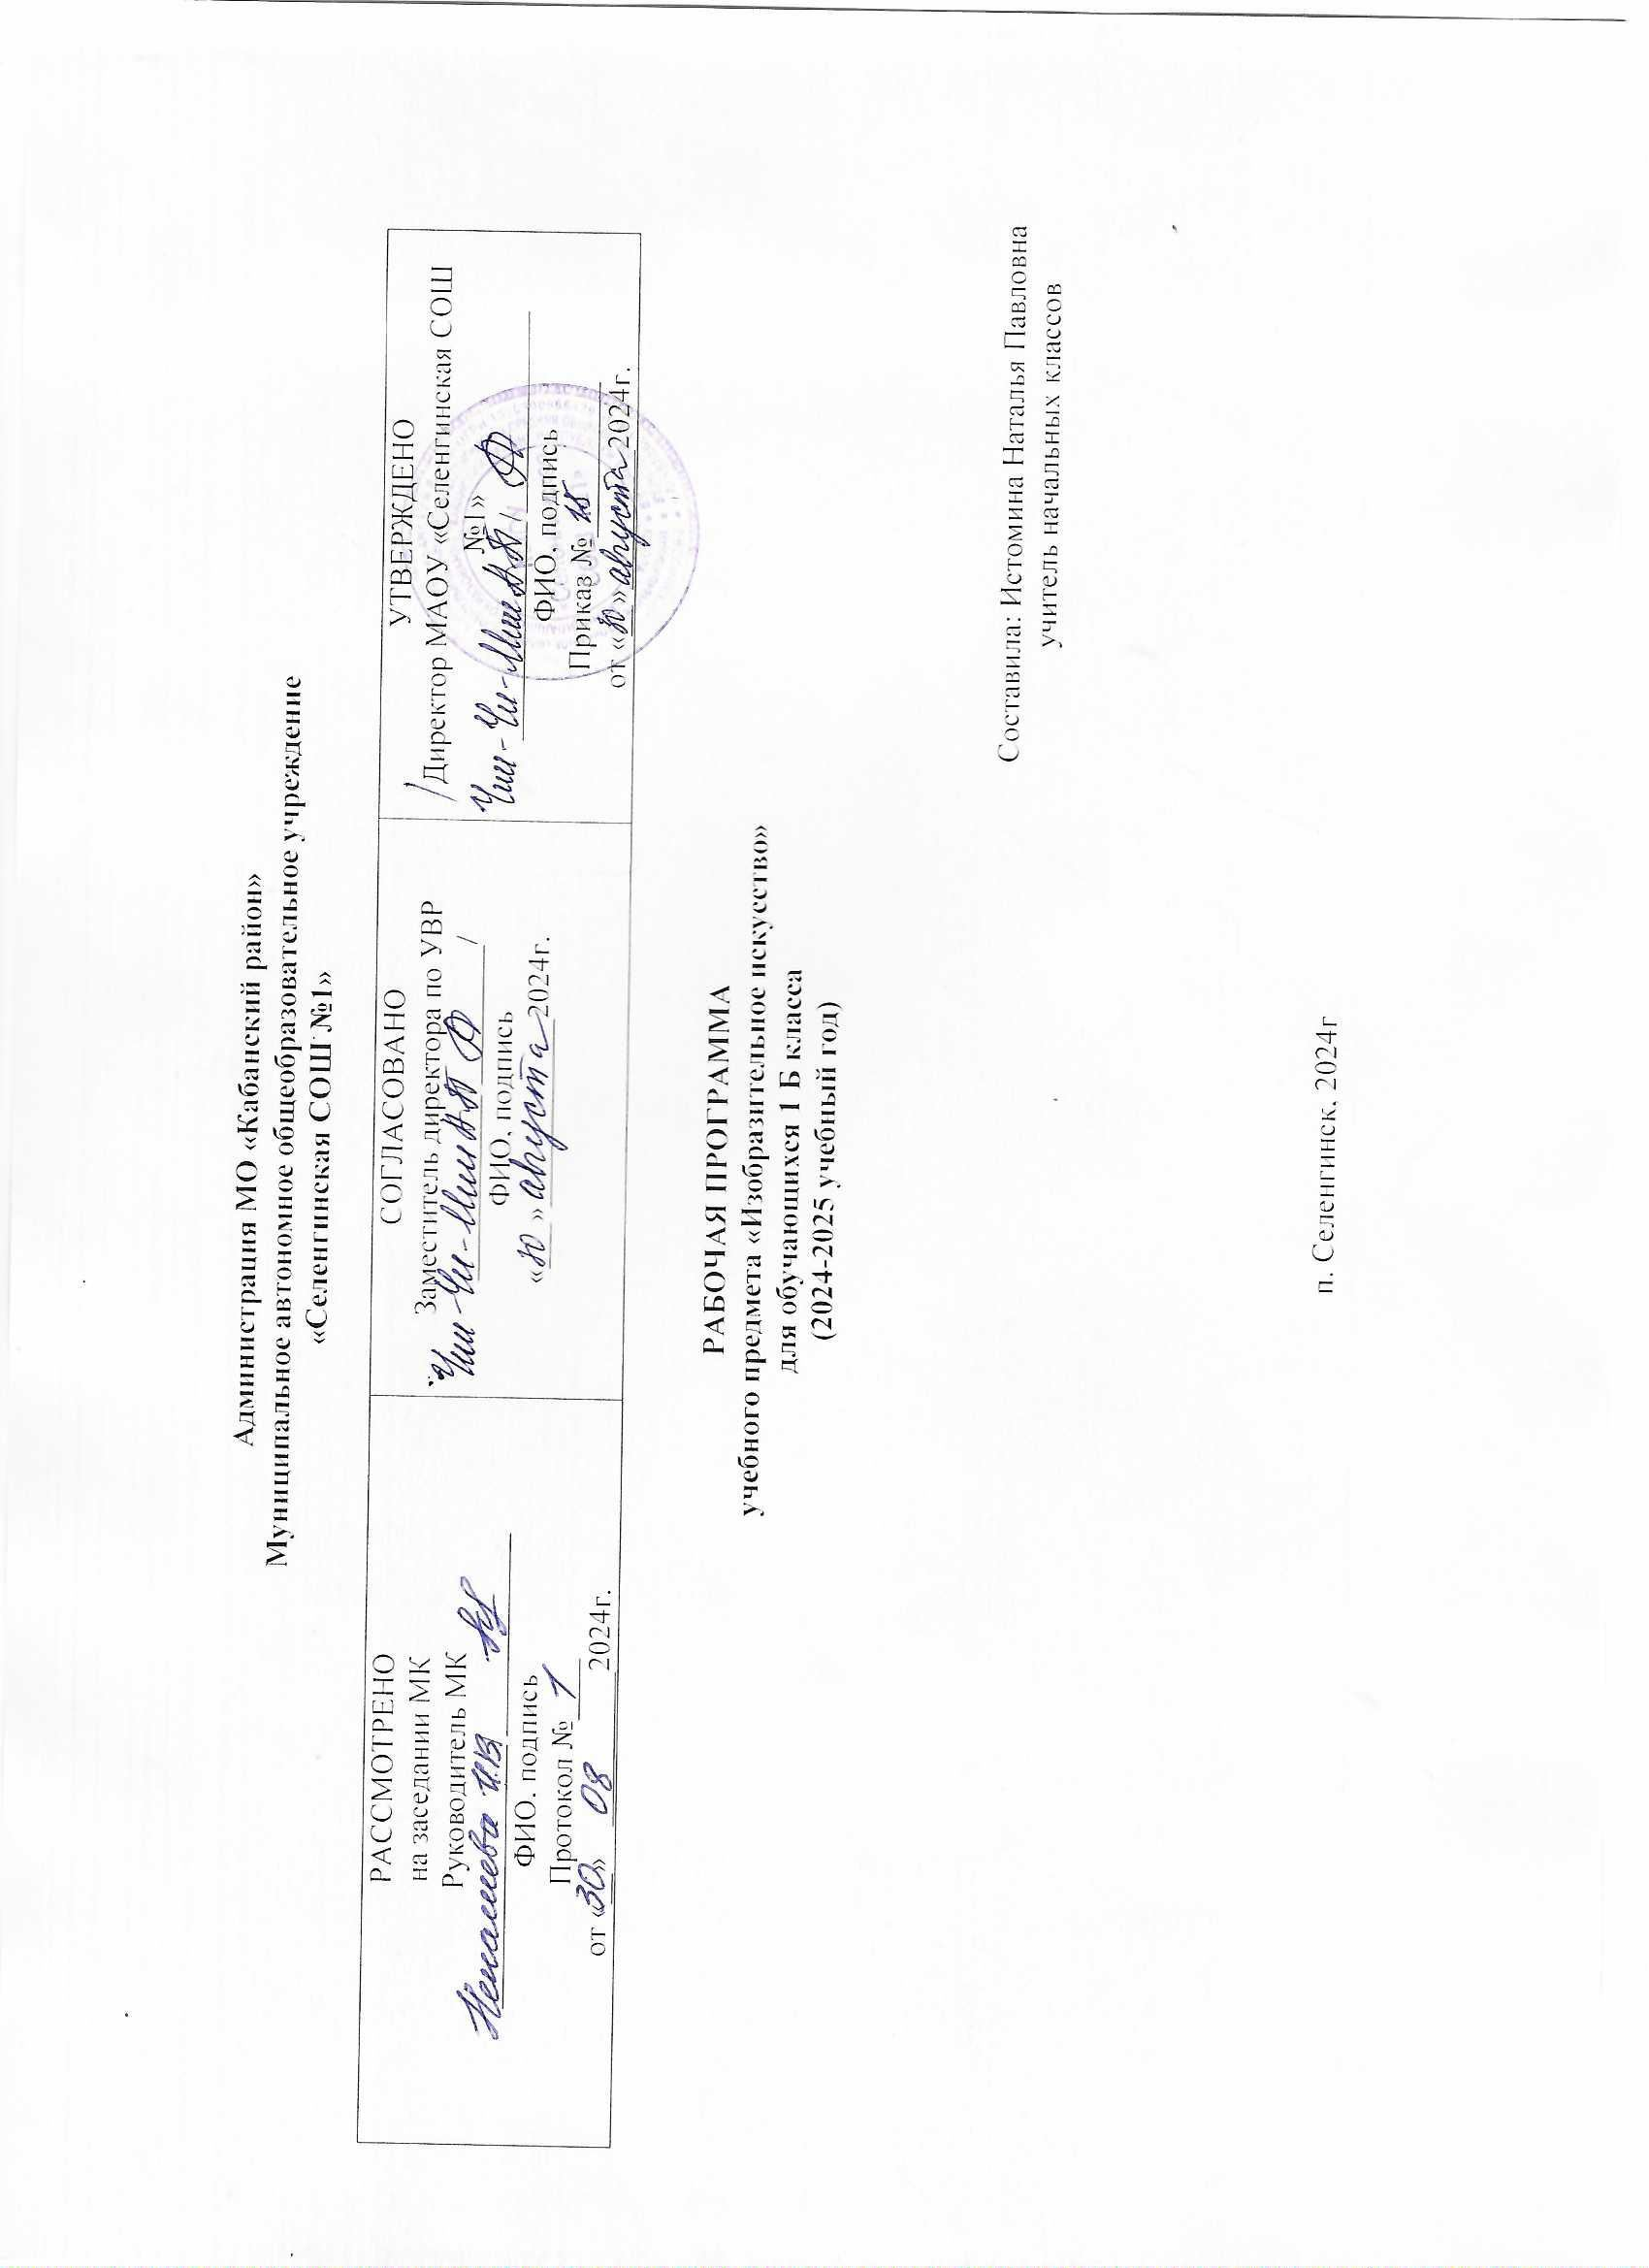 Администрация МО «Кабанский район»
Муниципальное автономное общеобразовательное учреждение
«Селенгинская СОШ №1»
РАССМОТРЕНО
на заседании МК
Руководитель МК
ФИО, подпись
Протокол № 1
от «30» 08 2024г.
СОГЛАСОВАНО
Заместитель директора по УВР
Чим-Чи-Мин А.П
ФИО, подпись
«30» августа 2024г.
УТВЕРЖДЕНО
Директор МАОУ «Селенгинская СОШ
№1»
ФИО, подпись
Приказ №
от «30» августа 2024г.
РАБОЧАЯ ПРОГРАММА
учебного предмета «Изобразительное искусство»
для обучающихся 1 Б класса
(2024-2025 учебный год)
Составила: Истомина Наталья Павловна
учитель начальных классов
п. Селенгинск, 2024г